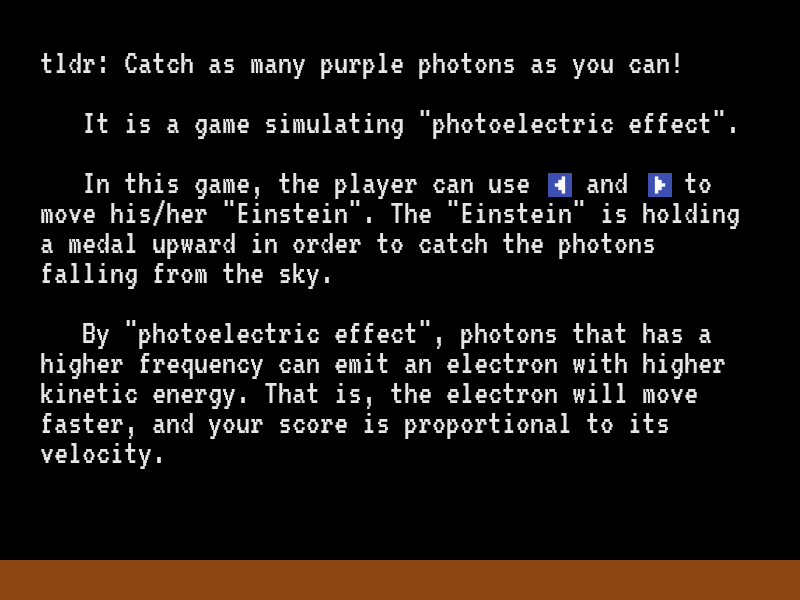 tldr: Catch as many purple photons as you can!
It is a game simulating "photoelectric effect".
In this game, the player can use and to
move his/her "Einstein". The "Einstein" is holding
a medal upward in order to catch the photons
falling from the sky.
By "photoelectric effect", photons that has a
higher frequency can emit an electron with higher
kinetic energy. That is, the electron will move
faster, and your score is proportional to its
velocity.